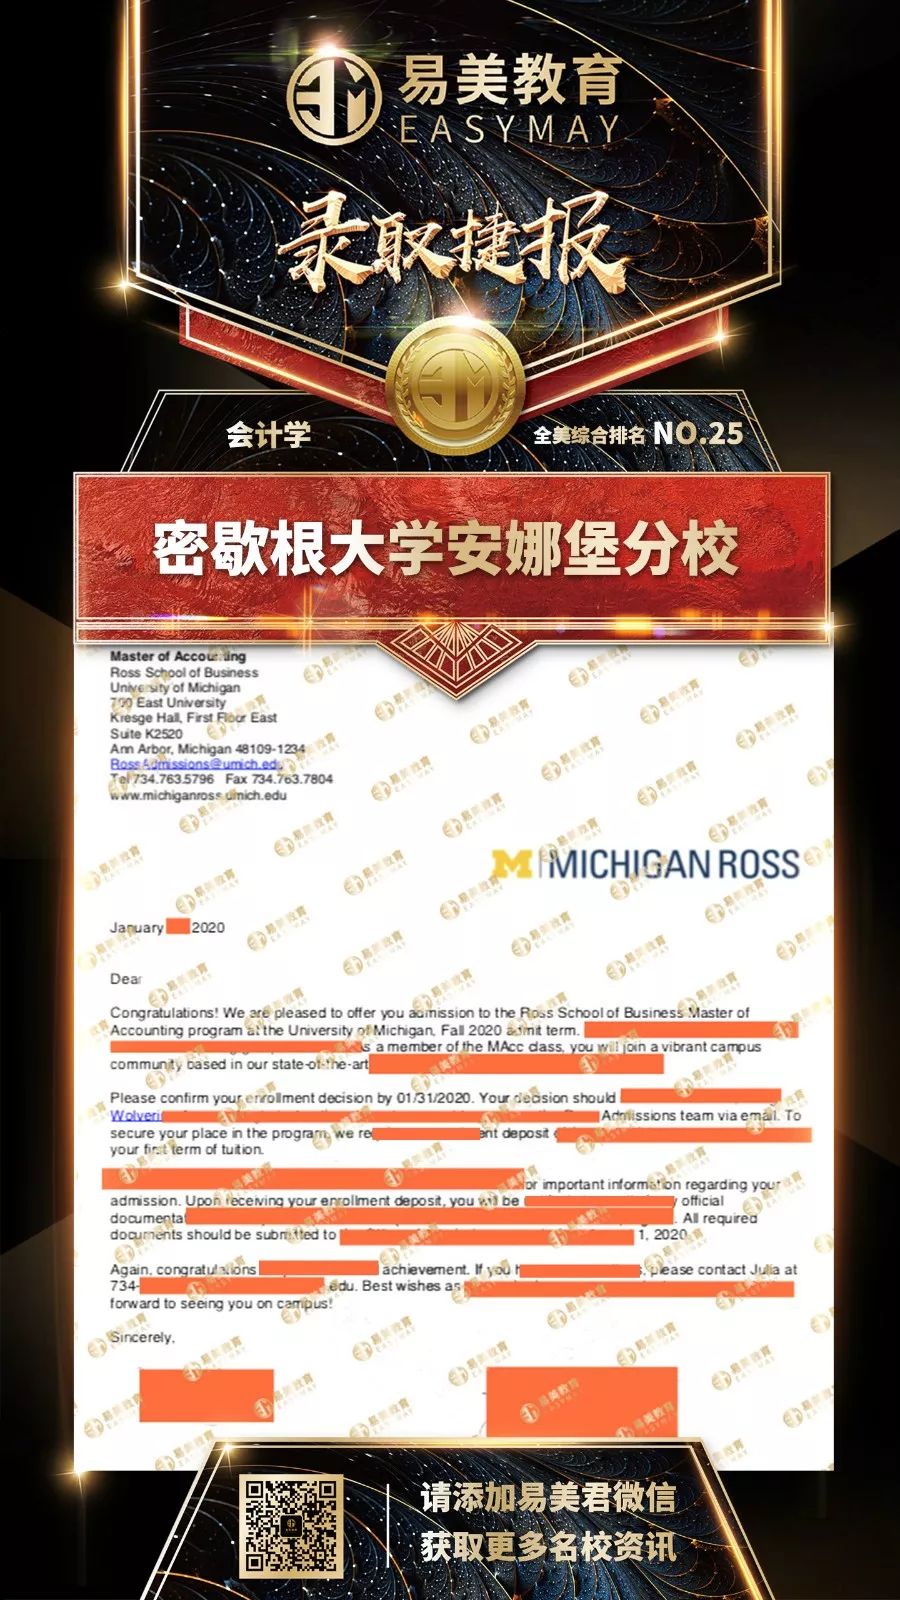 易美教育
EASYMAY
录取捷报
会计学
全美综合排名 NO.25
密歇根大学安娜堡分校
Master of Accounting
Ross School of Business
University of Michigan
700 East University
Kresge Hall, First Floor East
Suite K2520
Ann Arbor, Michigan 48109-1234
RossAdmissions@umich.edu
Tel 734.763.5796 Fax 734.763.7804
www.michiganross.umich.edu
M MICHIGAN ROSS
January 2020
Dear
Congratulations! We are pleased to offer you admission to the Ross School of Business Master of
Accounting program at the University of Michigan, Fall 2020 admit term.
s a member of the MAcc class, you will join a vibrant campus
community based in our state-of-the-art
Please confirm your enrollment decision by 01/31/2020. Your decision should
Wolveri Admissions team via email. To
secure your place in the program, we re ent deposit
your first term of tuition.
or important information regarding your
admission. Upon receiving your enrollment deposit, you will be y official
documentat . All required
documents should be submitted to 1, 2020
Again, congratulations achievement. If you h s, please contact Julia at
734- edu. Best wishes as
forward to seeing you on campus!
Sincerely,
请添加易美君微信
获取更多名校资讯